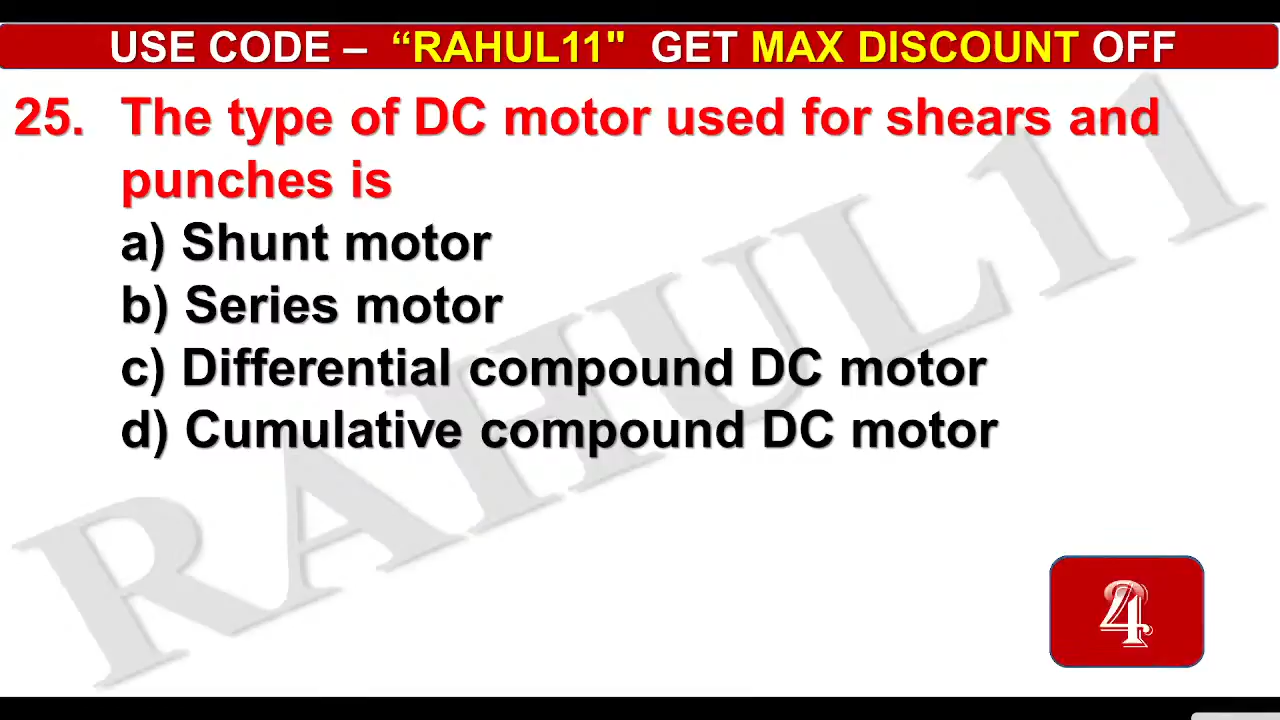 USE CODE – “RAHUL11" GET MAX DISCOUNT OFF
25. The type of DC motor used for shears and
punches is
a) Shunt motor
b) Series motor
c) Differential compound DC motor
d) Cumulative compound DC motor
RAHUL11
4